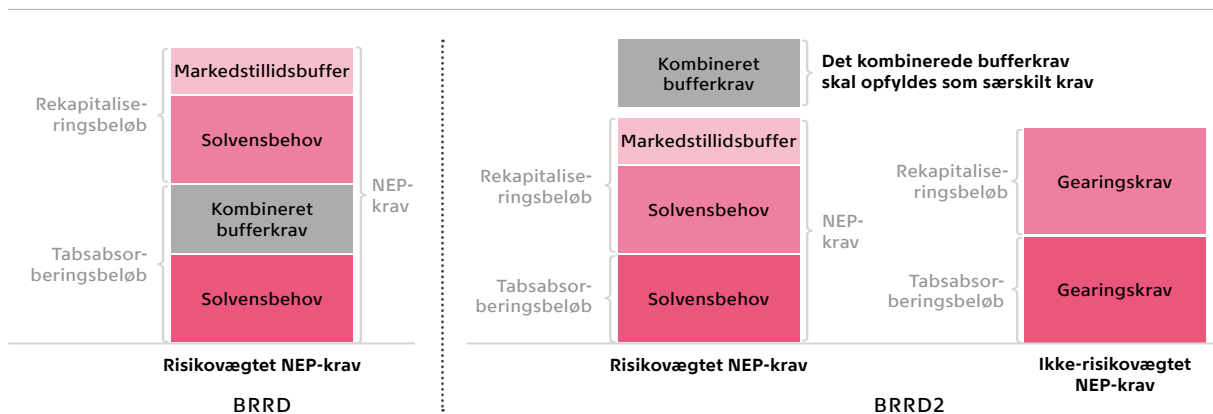 Markedstillidsbuffer
Rekapitalise-
ringsbeløb
Solvensbehov
NEP-
krav
Kombineret
bufferkrav
Tabsabsor-
beringsbeløb
Solvensbehov
Risikovægtet NEP-krav
BRRD
Kombineret
bufferkrav
Det kombinerede bufferkrav
skal opfyldes som særskilt krav
Markedstillidsbuffer
Rekapitalise-
ringsbeløb
Solvensbehov
NEP-
krav
Tabsabsor-
beringsbeløb
Solvensbehov
Risikovægtet NEP-krav
Rekapitalise-
ringsbeløb
Gearingskrav
Tabsabsor-
beringsbeløb
Gearingskrav
Ikke-risikovægtet
NEP-krav
BRRD2